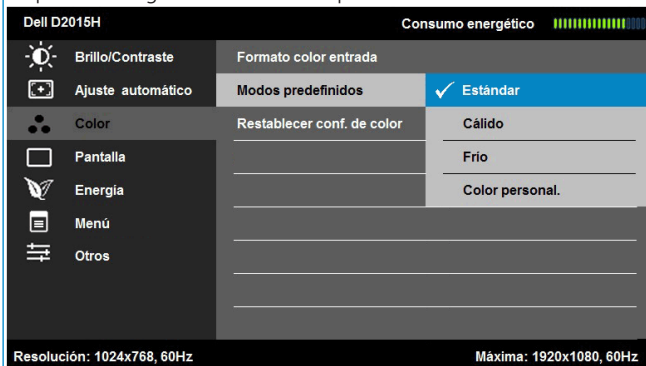 Dell D2015H Consumo energético
Brillo/Contraste Formato color entrada
Ajuste automático Modos predefinidos Estándar
Color Restablecer conf. de color Cálido
Pantalla Frío
Energía Color personal.
Menú
Otros
Resolución: 1024x768, 60Hz Máxima: 1920x1080, 60Hz